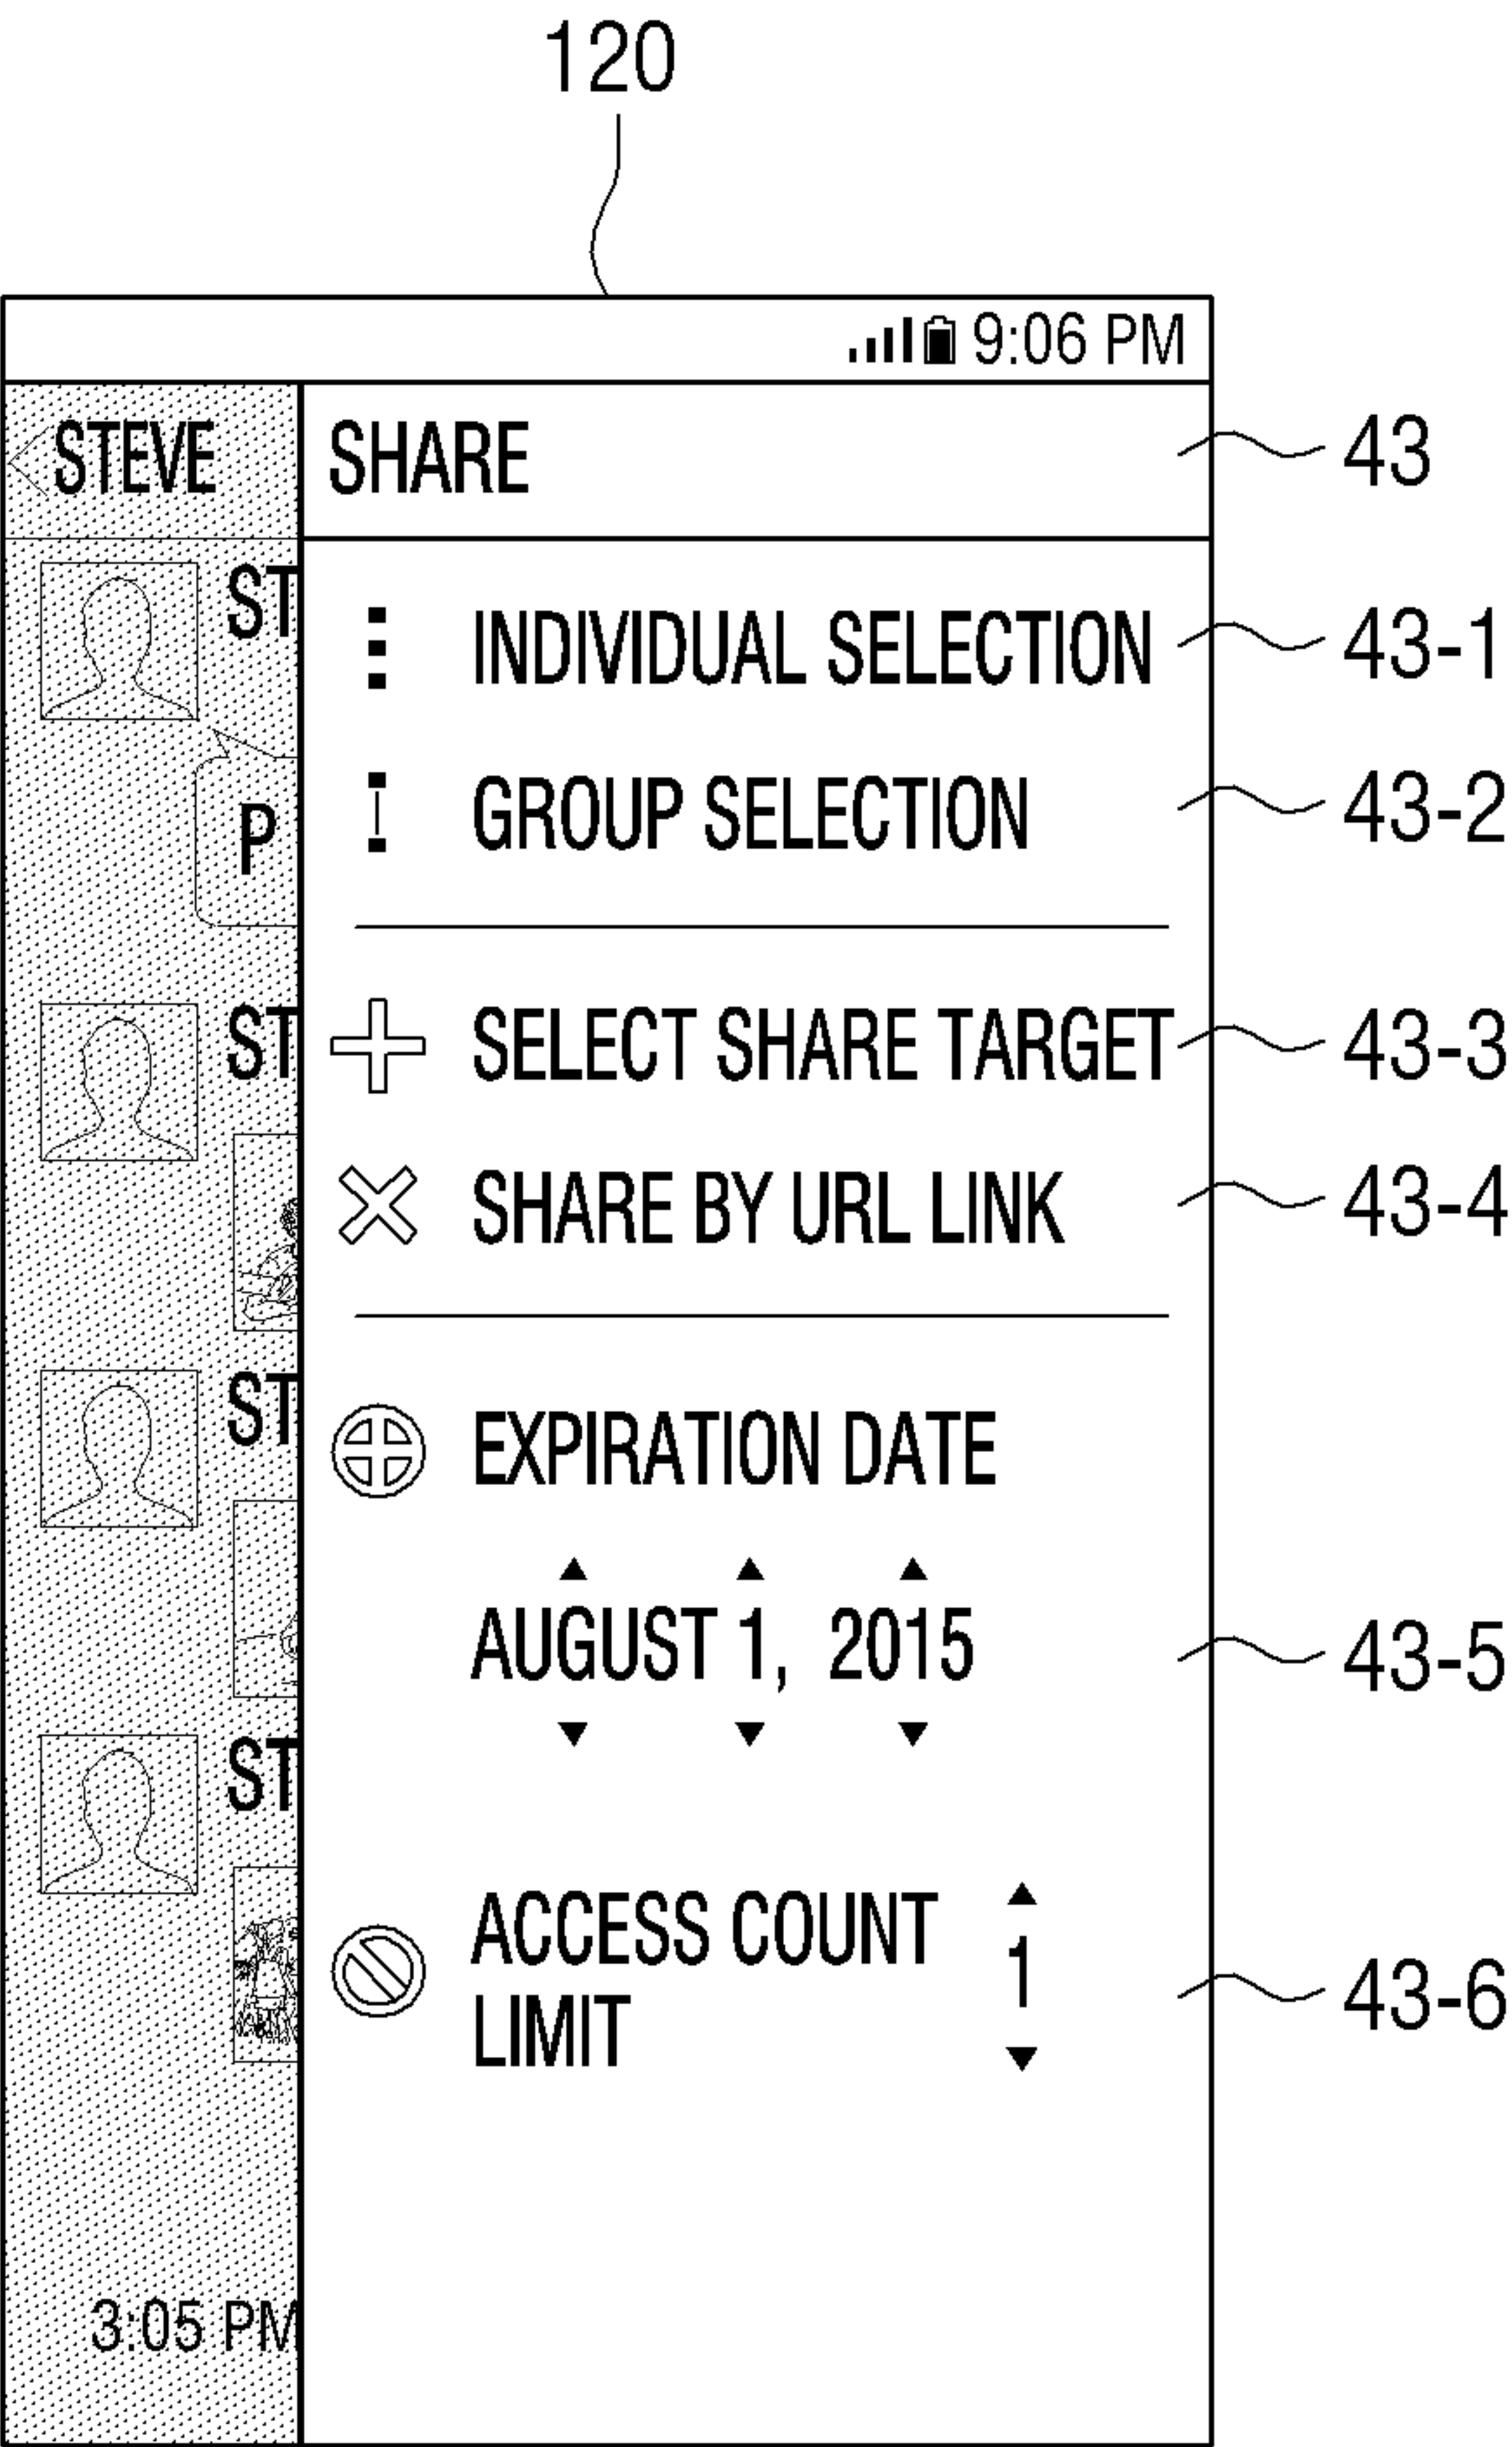 120
9:06 PM
STEVE
SHARE
43
ST
INDIVIDUAL SELECTION
43-1
P
GROUP SELECTION
43-2
ST
SELECT SHARE TARGET
43-3
SHARE BY URL LINK
43-4
ST
EXPIRATION DATE
AUGUST 1, 2015
43-5
ST
ACCESS COUNT
LIMIT
1
43-6
3:05 PM